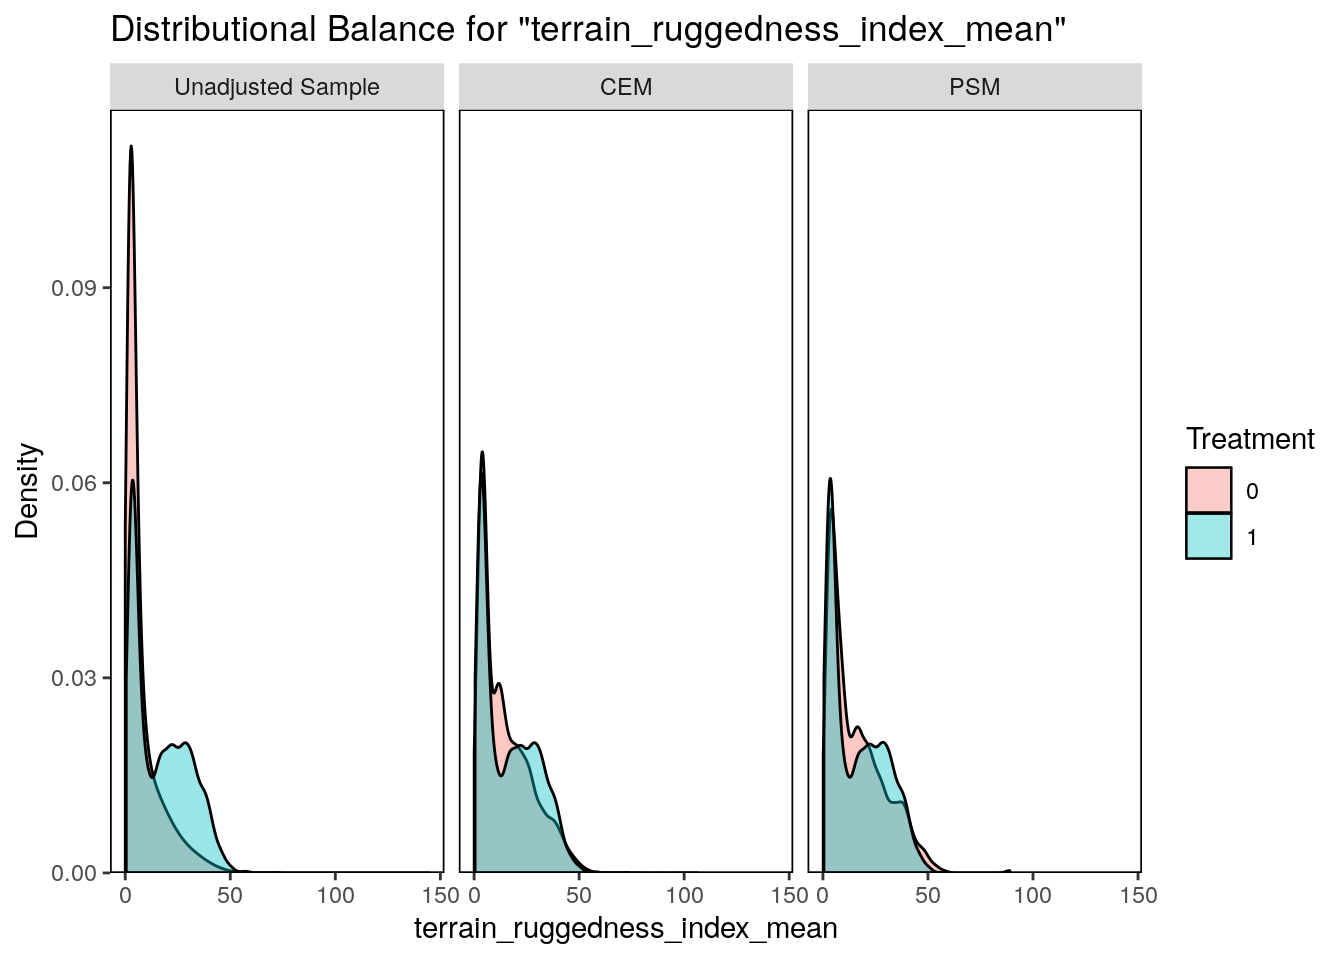 Distributional Balance for "terrain_ruggedness_index_mean"
Unadjusted Sample
CEM
PSM
Density
0.09
0.06
0.03
0.00
0
50
100
150
0
50
100
150
0
50
100
150
terrain_ruggedness_index_mean
Treatment
0
1